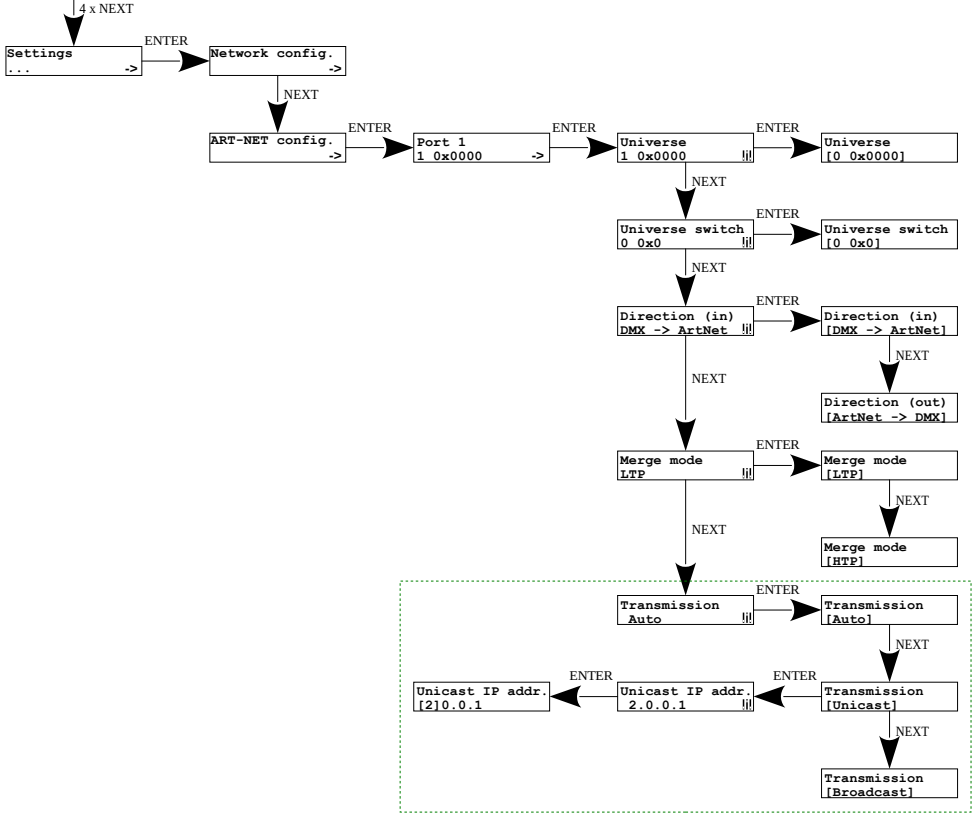 4 x NEXT
ENTER
Settings
... ->
Network config.
->
NEXT
ENTER
ENTER
ENTER
ART-NET config.
->
Port 1
1 0x0000 ->
Universe
1 0x0000 !i!
Universe
[0 0x0000]
NEXT
ENTER
Universe switch
0 0x0 !i!
Universe switch
[0 0x0]
NEXT
ENTER
Direction (in)
DMX -> ArtNet !i!
Direction (in)
[DMX -> ArtNet]
NEXT
NEXT
Direction (out)
[ArtNet -> DMX]
ENTER
Merge mode
LTP !i!
Merge mode
[LTP]
NEXT
NEXT
Merge mode
[HTP]
ENTER
Transmission
Auto !i!
Transmission
[Auto]
NEXT
ENTER
ENTER
Unicast IP addr.
[2]0.0.1
Unicast IP addr.
2.0.0.1 !i!
Transmission
[Unicast]
NEXT
Transmission
[Broadcast]